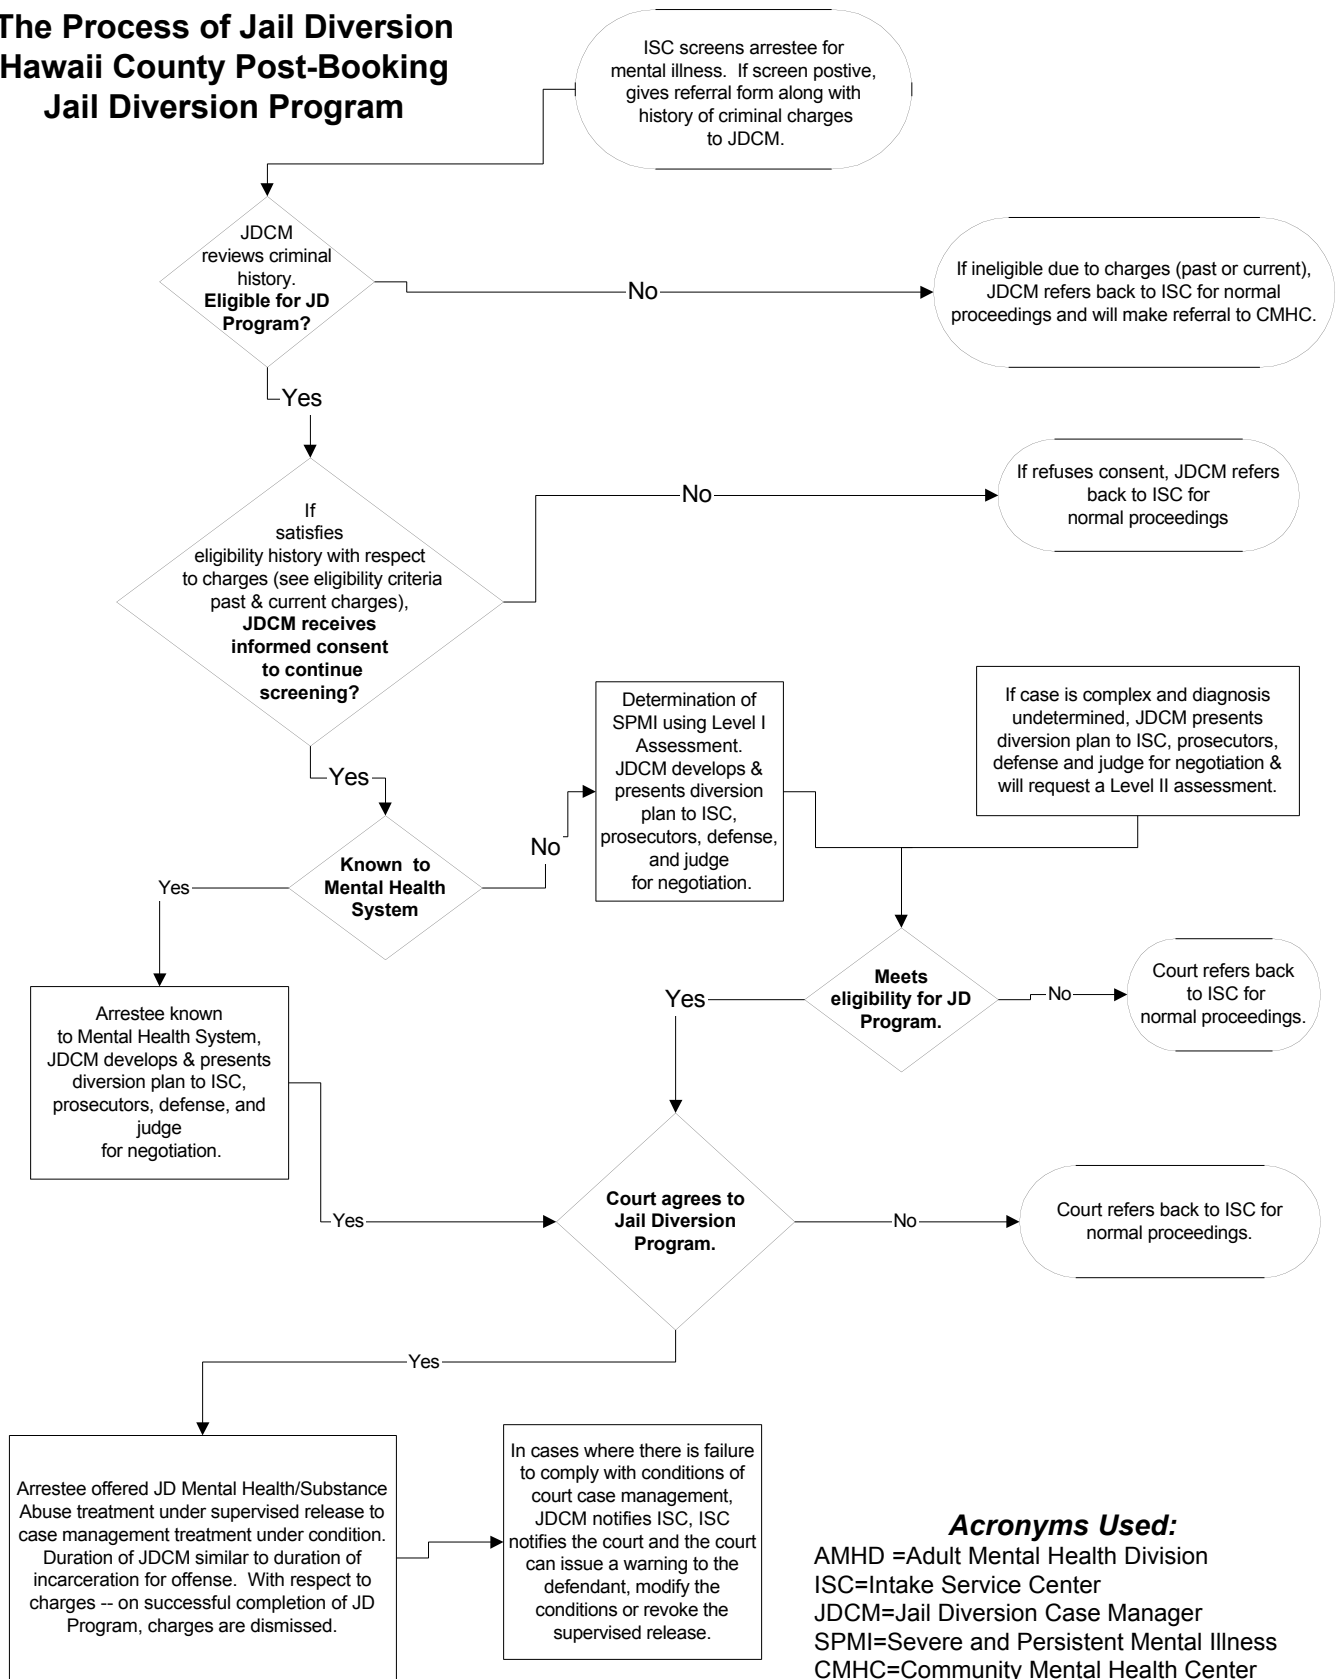 The Process of Jail Diversion
Hawaii County Post-Booking
Jail Diversion Program
ISC screens arrestee for
mental illness. If screen postive,
gives referral form along with
history of criminal charges
to JDCM.
JDCM
reviews criminal
history.
Eligible for JD
Program?
No
If ineligible due to charges (past or current),
JDCM refers back to ISC for normal
proceedings and will make referral to CMHC.
Yes
If
satisfies
eligibility history with respect
to charges (see eligibility criteria
past & current charges),
JDCM receives
informed consent
to continue
screening?
No
If refuses consent, JDCM refers
back to ISC for
normal proceedings
Yes
Known to
Mental Health
System
No
Determination of
SPMI using Level I
Assessment.
JDCM develops &
presents diversion
plan to ISC,
prosecutors, defense,
and judge
for negotiation.
If case is complex and diagnosis
undetermined, JDCM presents
diversion plan to ISC, prosecutors,
defense and judge for negotiation &
will request a Level II assessment.
Yes
Arrestee known
to Mental Health System,
JDCM develops & presents
diversion plan to ISC,
prosecutors, defense, and
judge
for negotiation.
Meets
eligibility for JD
Program.
No
Court refers back
to ISC for
normal proceedings.
Yes
Yes
Court agrees to
Jail Diversion
Program.
No
Court refers back to ISC for
normal proceedings.
Yes
Arrestee offered JD Mental Health/Substance
Abuse treatment under supervised release to
case management treatment under condition.
Duration of JDCM similar to duration of
incarceration for offense. With respect to
charges -- on successful completion of JD
Program, charges are dismissed.
In cases where there is failure
to comply with conditions of
court case management,
JDCM notifies ISC, ISC
notifies the court and the court
can issue a warning to the
defendant, modify the
conditions or revoke the
supervised release.
Acronyms Used:
AMHD =Adult Mental Health Division
ISC=Intake Service Center
JDCM=Jail Diversion Case Manager
SPMI=Severe and Persistent Mental Illness
CMHC=Community Mental Health Center